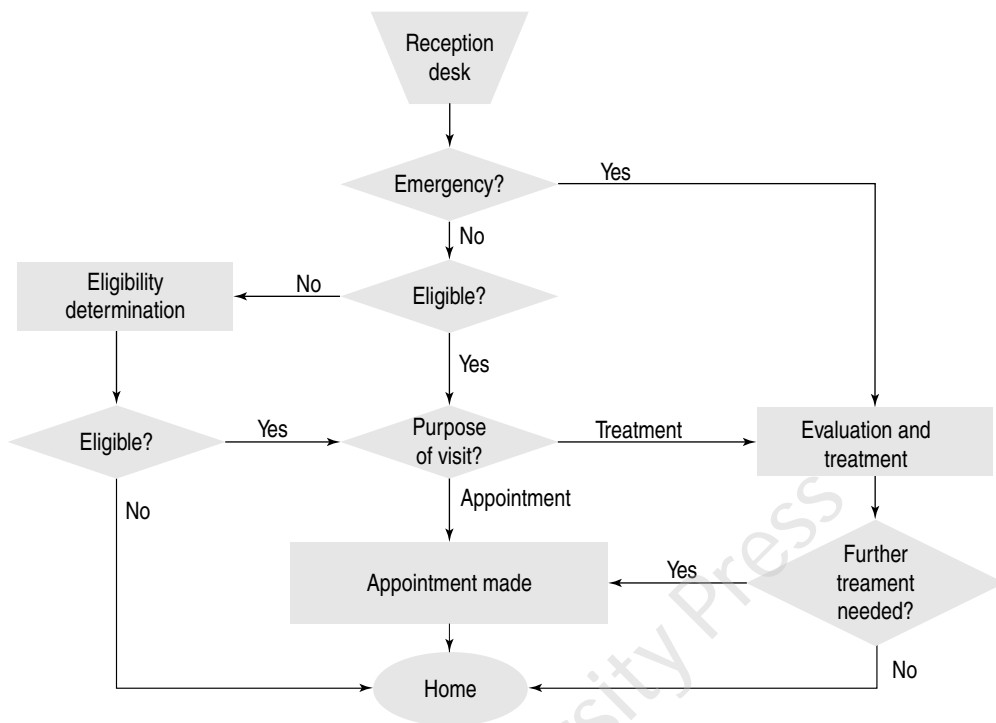 Reception
desk
Emergency?
Yes
No
Eligibility
determination
No
Eligible?
Yes
Eligible?
Yes
Purpose
of visit?
Treatment
Evaluation and
treatment
No
Appointment
Appointment made
Yes
Further
treament
needed?
Home
No
Press